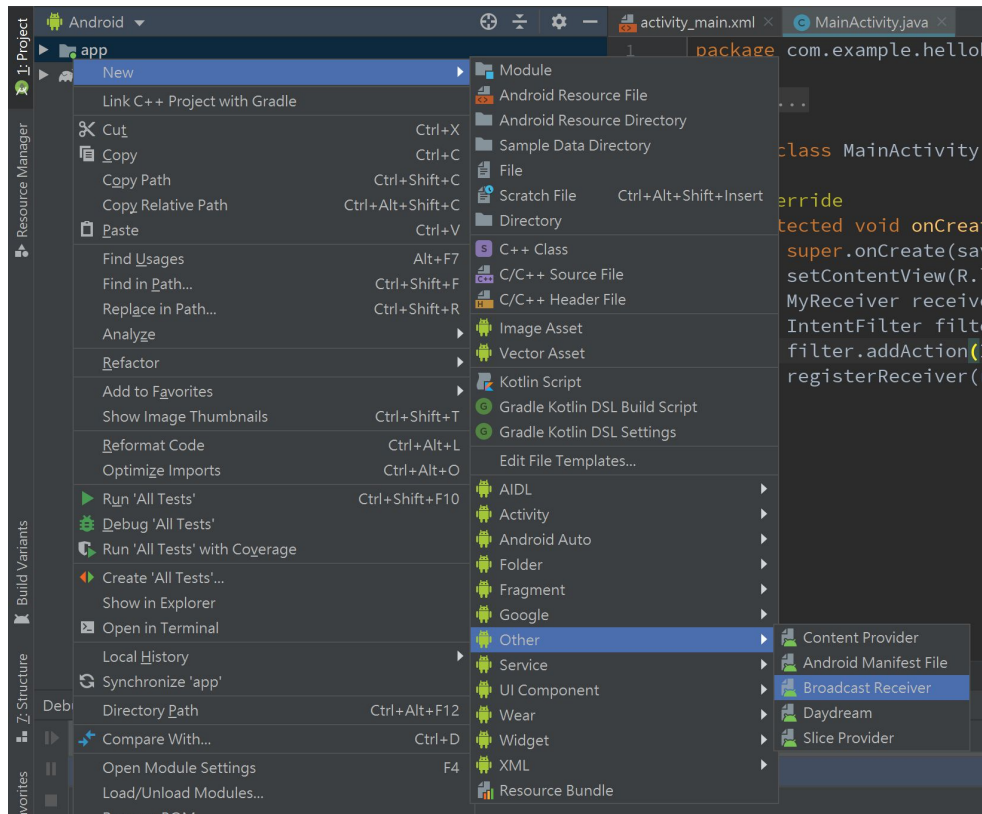 Android
activity_main.xml
MainActivity.java
1: Project
Resource Manager
Build Variants
Z: Structure
app
1
package com.example.hello
...
class MainActivity
erride
tected void onCrea
super.onCreate(sav
setContentView(R.
MyReceiver receive
IntentFilter filte
filter.addAction(
registerReceiver(
New
Link C++ Project with Gradle
Cut Ctrl+X
Copy Ctrl+C
Copy Path Ctrl+Shift+C
Copy Relative Path Ctrl+Alt+Shift+C
Paste Ctrl+V
Find Usages Alt+F7
Find in Path... Ctrl+Shift+F
Replace in Path... Ctrl+Shift+R
Analyze
Refactor
Add to Favorites
Show Image Thumbnails Ctrl+Shift+T
Reformat Code Ctrl+Alt+L
Optimize Imports Ctrl+Alt+O
Run 'All Tests' Ctrl+Shift+F10
Debug 'All Tests'
Run 'All Tests' with Coverage
Create 'All Tests'...
Show in Explorer
Open in Terminal
Local History
Synchronize 'app'
Directory Path Ctrl+Alt+F12
Compare With... Ctrl+D
Open Module Settings F4
Load/Unload Modules...
Debu
Module
Android Resource File
Android Resource Directory
Sample Data Directory
File
Scratch File Ctrl+Alt+Shift+Insert
Directory
C++ Class
C/C++ Source File
C/C++ Header File
Image Asset
Vector Asset
Kotlin Script
Gradle Kotlin DSL Build Script
Gradle Kotlin DSL Settings
Edit File Templates...
AIDL
Activity
Android Auto
Folder
Fragment
Google
Other
Service
UI Component
Wear
Widget
XML
Resource Bundle
Content Provider
Android Manifest File
Broadcast Receiver
Daydream
Slice Provider